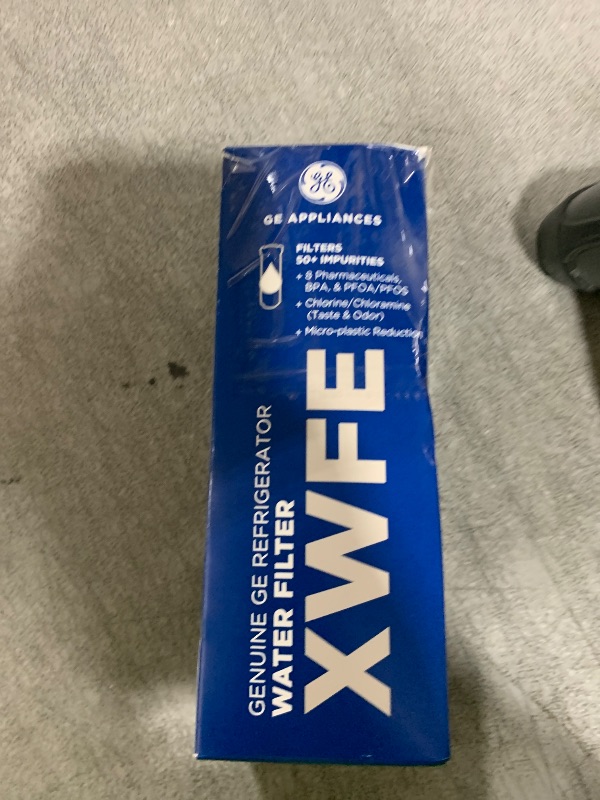 GE
GE APPLIANCES
FILTERS
50+ IMPURITIES
+ 8 Pharmaceuticals,
BPA, & PFOA/PFOS
+ Chlorine/Chloramine
(Taste & Odor)
+ Micro-plastic Reduction
GENUINE GE REFRIGERATOR
WATER FILTER
XWFE